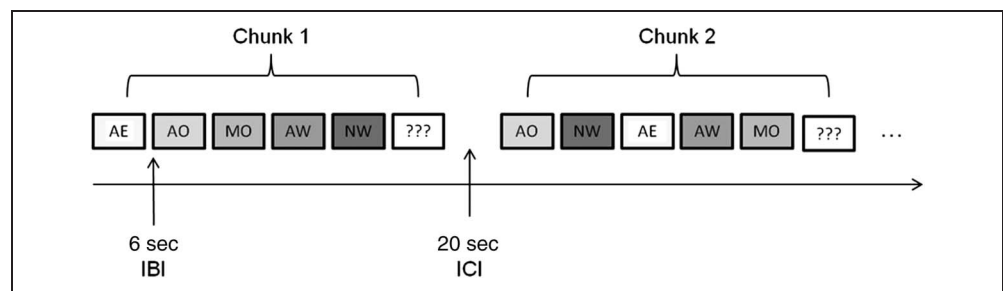 Chunk 1
Chunk 2
AE AO MO AW NW ??? AO NW AE AW MO ??? ...
6 sec
IBI
20 sec
ICI